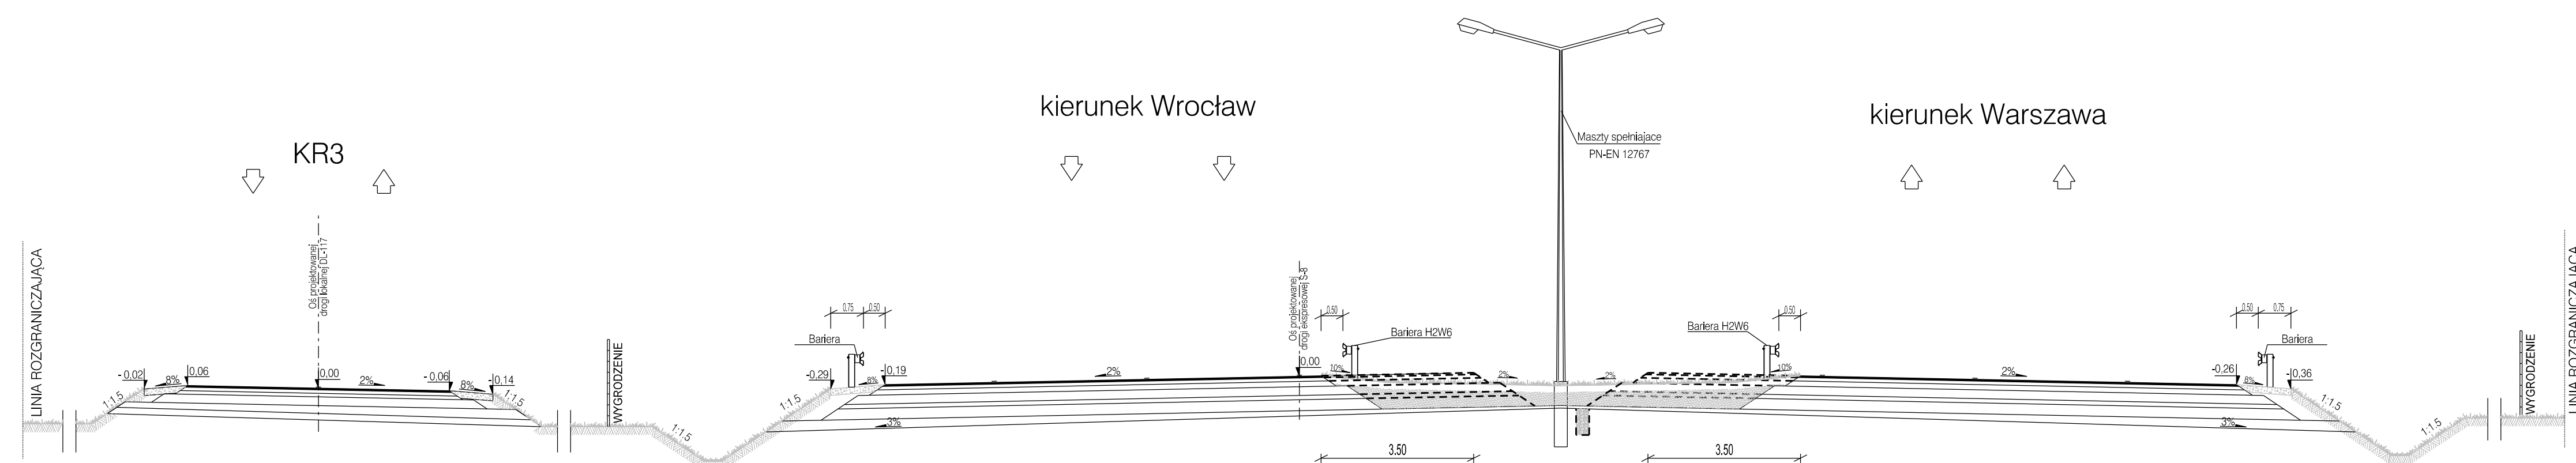 kierunek Wrocław
kierunek Warszawa
Maszty spełniajace
PN-EN 12767
KR3
LINIA ROZGRANICZAJĄCA
Oś projektowanej
drogi lokalnej DL-117
Oś projektowanej
drogi ekspresowej S-8
LINIA ROZGRANICZAJĄCA
0.75
0.50
0.50
0.50
0.50
0.75
Bariera
Bariera H2W6
Bariera H2W6
Bariera
WYGRODZENIE
WYGRODZENIE
- 0,02
8%
0,06
0,00
2%
- 0,06
8%
- 0,14
-0,29
8%
-0,19
2%
0,00
10%
2%
2%
10%
2%
-0,26
8%
-0,36
1:1.5
1:1.5
1:1.5
1:1.5
3%
3%
1:1.5
1:1.5
3.50
3.50